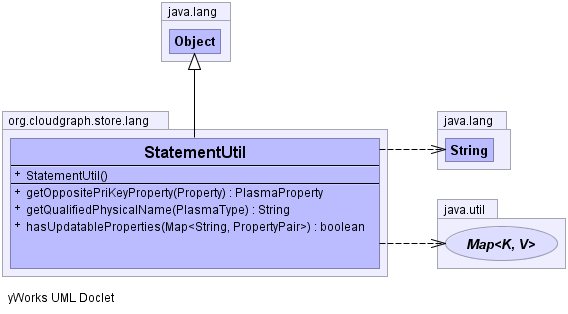 java.lang
Object
org.cloudgraph.store.lang
StatementUtil
+ StatementUtil()
+ getOppositePriKeyProperty(Property) : PlasmaProperty
+ getQualifiedPhysicalName(PlasmaType) : String
+ hasUpdatableProperties(Map<String, PropertyPair>) : boolean
java.lang
String
java.util
Map<K, V>
yWorks UML Doclet